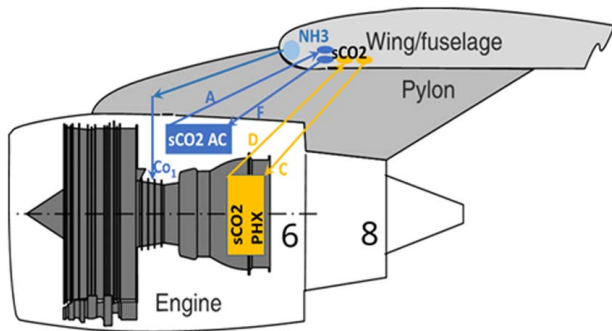 NH3
sCO2
Wing/fuselage
Pylon
A
F
sCO2 AC
D
Co1
C
sCO2
PHX
6
8
Engine